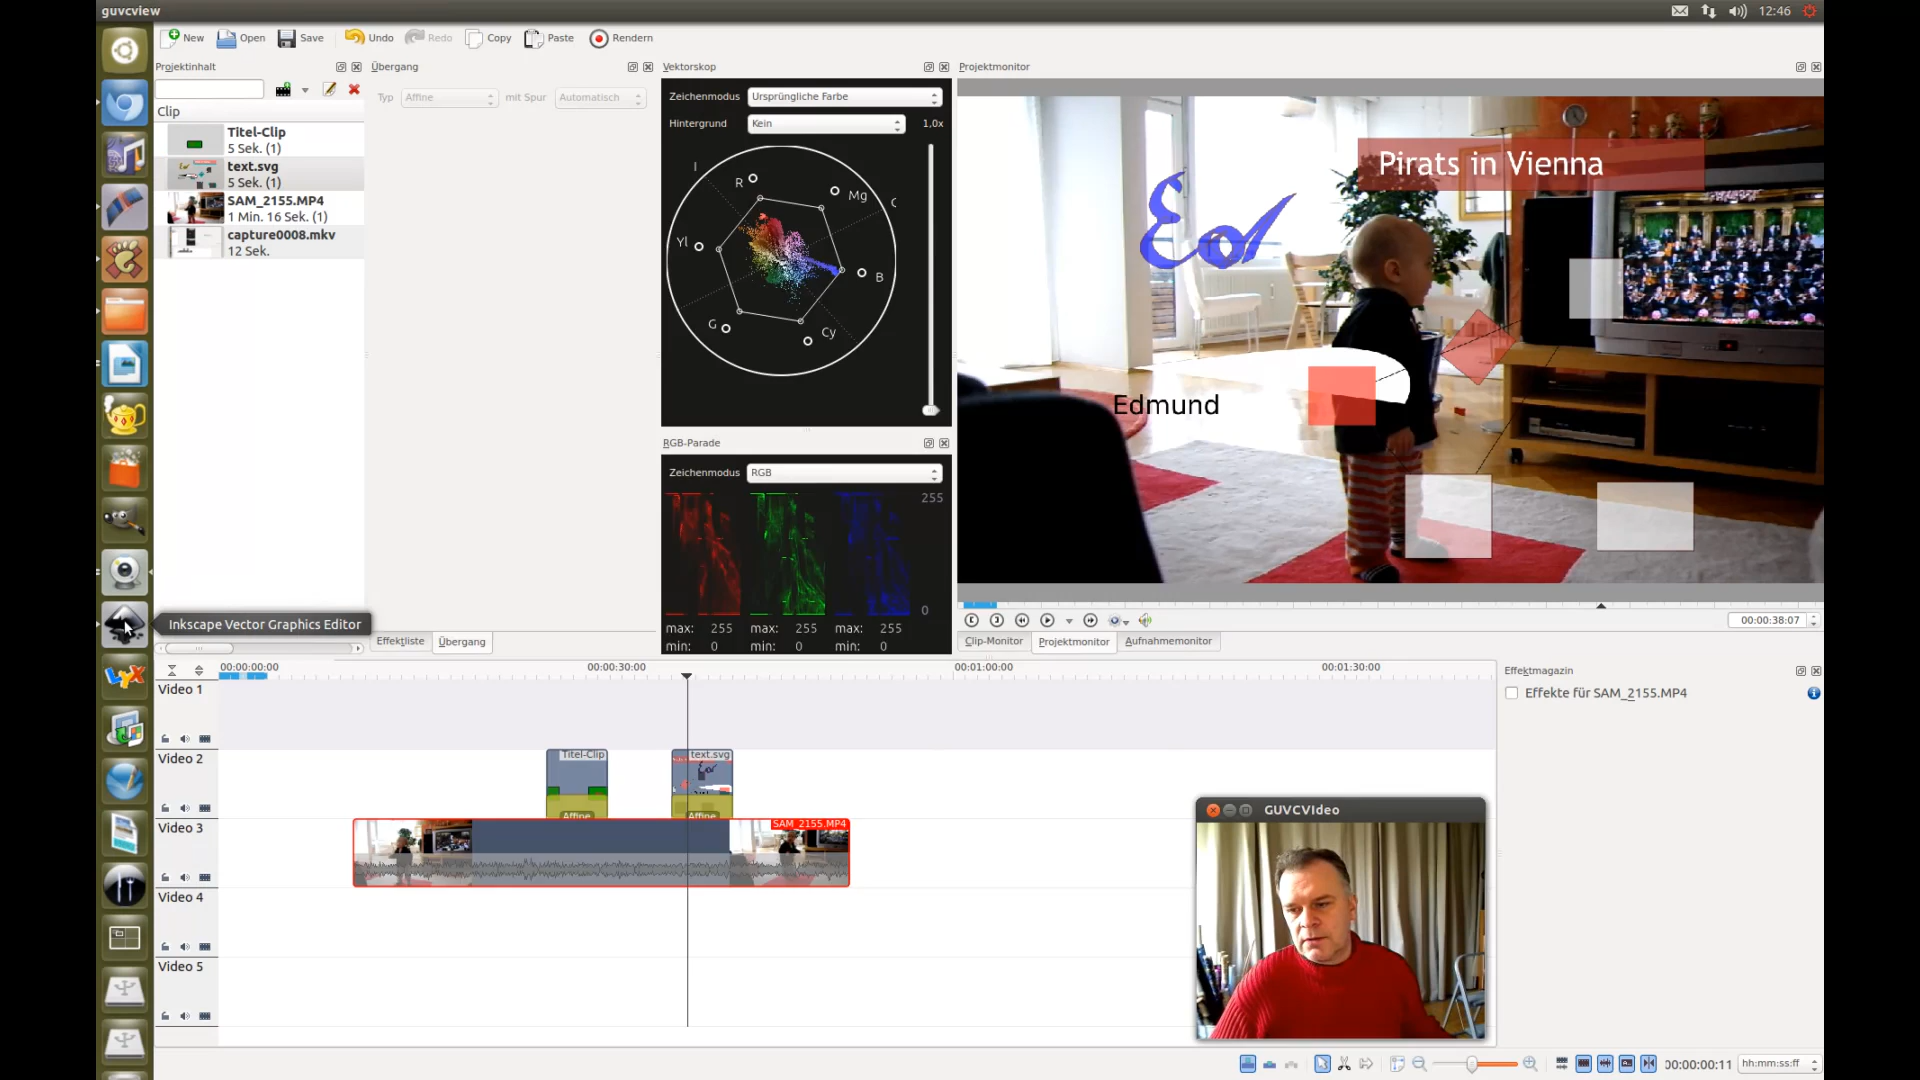 guvcview
12:46
New Open Save Undo Redo Copy Paste Rendern
Projektinhalt
Übergang
Vektorskop
Projektmonitor
Typ Affine mit Spur Automatisch
Zeichenmodus Ursprüngliche Farbe
Hintergrund Kein 1,0x
Clip
Titel-Clip
5 Sek. (1)
text.svg
5 Sek. (1)
SAM_2155.MP4
1 Min. 16 Sek. (1)
capture0008.mkv
12 Sek.
I
R
Mg
C
Yl
B
G
Cy
Pirats in Vienna
Ed
Edmund
RGB-Parade
Zeichenmodus RGB
255
0
max: 255 max: 255 max: 255
min: 0 min: 0 min: 0
Inkscape Vector Graphics Editor
Effektliste Übergang
00:00:38:07
Clip-Monitor Projektmonitor Aufnahmemonitor
00:00:00:00 00:00:30:00 00:01:00:00 00:01:30:00
Effektmagazin
Effekte für SAM_2155.MP4
Video 1
Video 2
Titel-Clip
text.svg
Affine
Affine
Video 3
SAM_2155.MP4
Video 4
Video 5
GUVCVIdeo
00:00:00:11 hh:mm:ss:ff